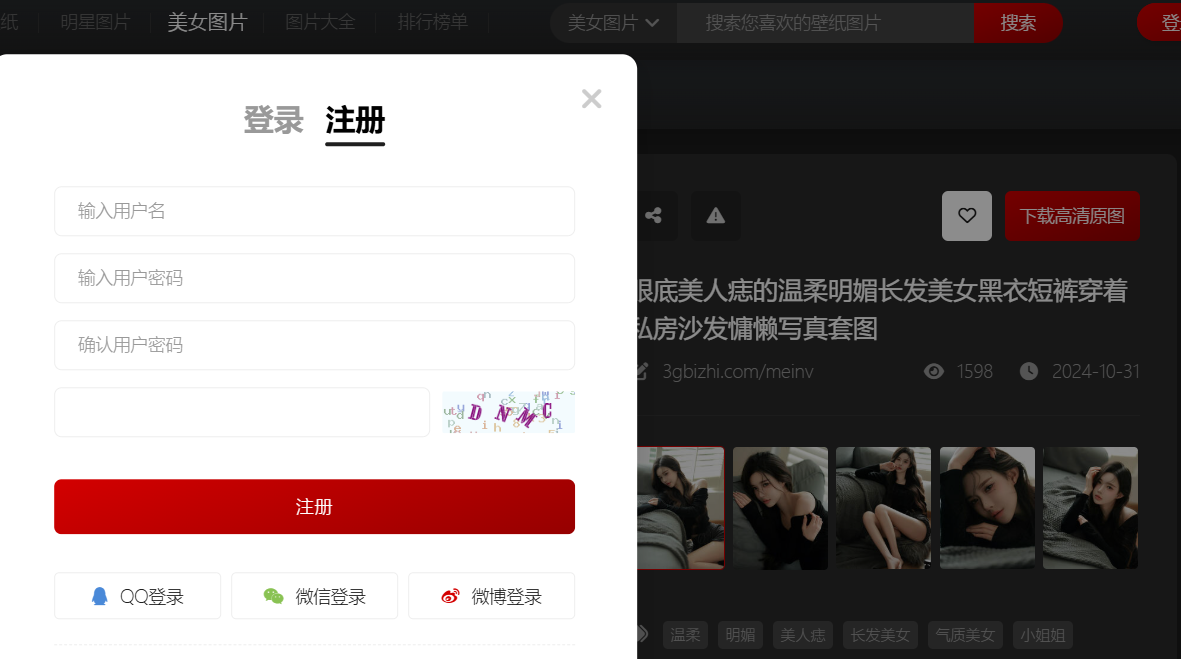 纸 明星图片 美女图片 图片大全 排行榜单 美女图片 搜索您喜欢的壁纸图片 搜索
登录 注册
输入用户名
输入用户密码
确认用户密码
DNMC
注册
QQ登录 微信登录 微博登录
下载高清原图
眼底美人痣的温柔明媚长发美女黑衣短裤穿着
私房沙发慵懒写真套图
3gbizhi.com/meinv 1598 2024-10-31
温柔 明媚 美人痣 长发美女 气质美女 小姐姐